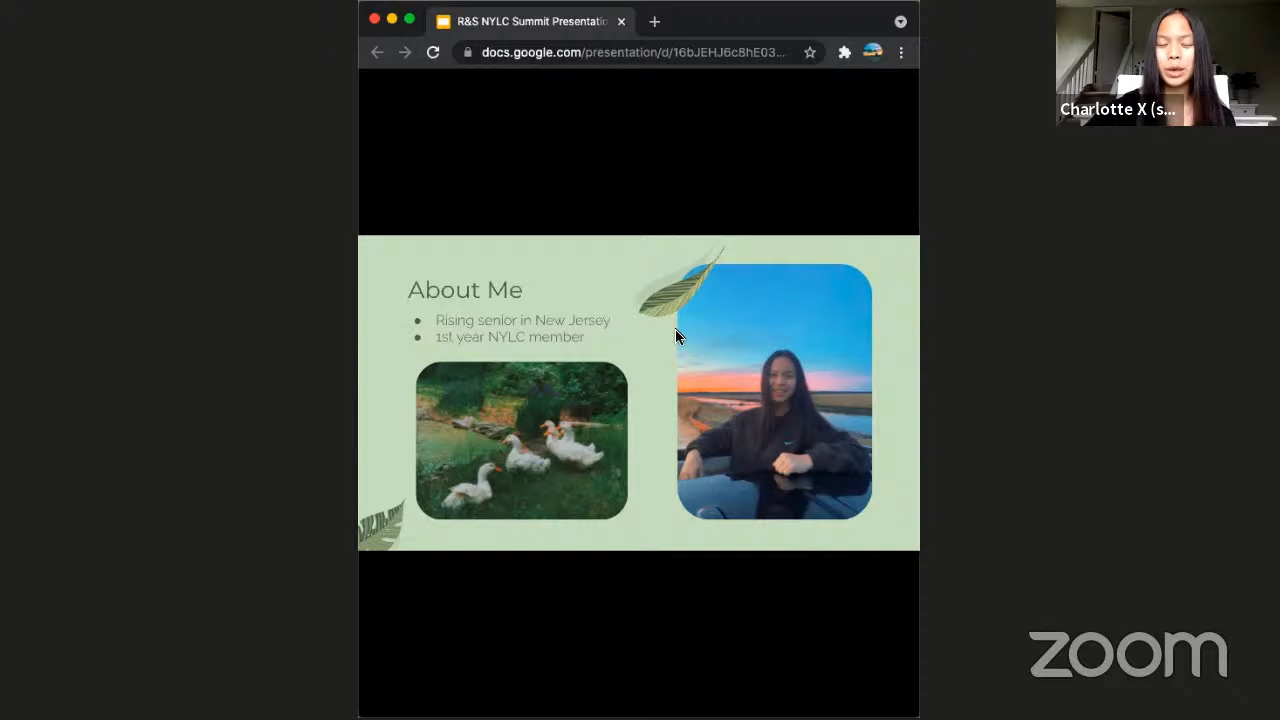 R&S NYLC Summit Presentatio
docs.google.com/presentation/d/16bJEHJ6c8hE03...
Charlotte X (s...
About Me
Rising senior in New Jersey
1st year NYLC member
zoom